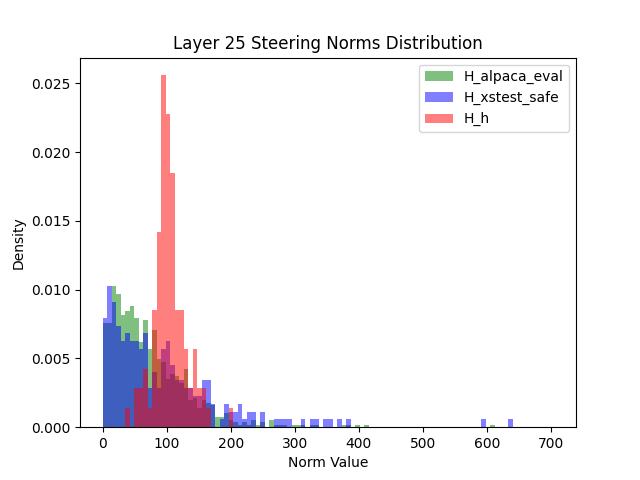 Layer 25 Steering Norms Distribution
H_alpaca_eval
H_xstest_safe
H_h
Density
0.025
0.020
0.015
0.010
0.005
0.000
0 100 200 300 400 500 600 700
Norm Value